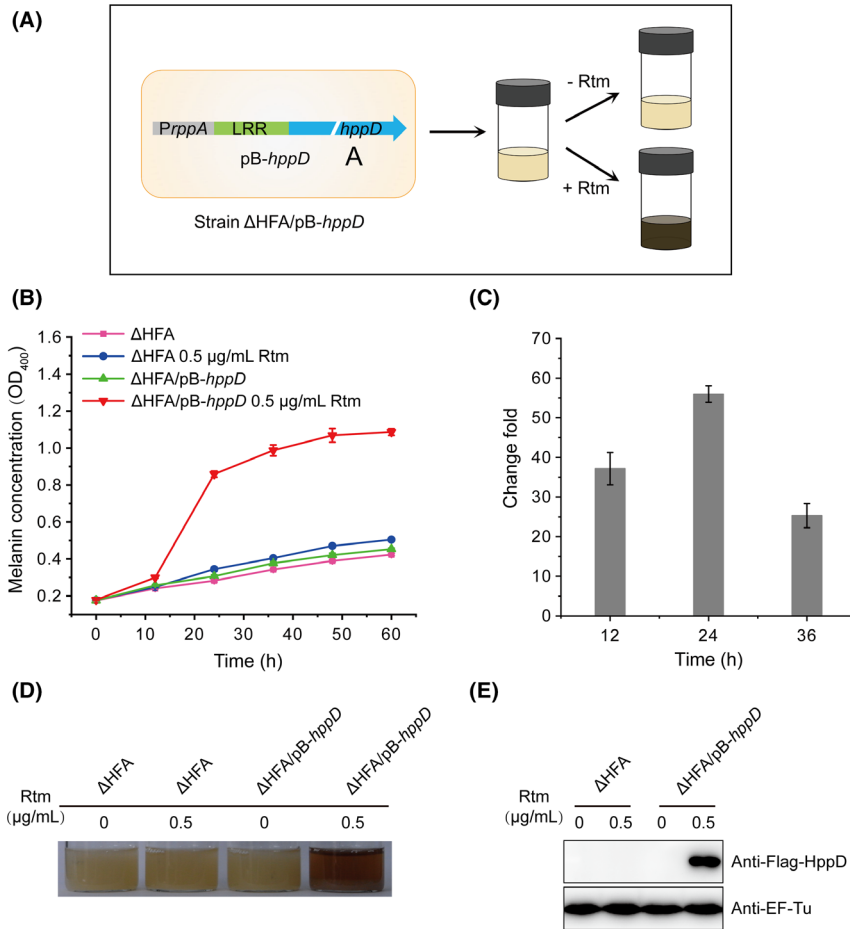 (A)
PrppA LRR hppD
pB-hppD A
Strain ΔHFA/pB-hppD
- Rtm
+ Rtm
(B)
ΔHFA
ΔHFA 0.5 µg/mL Rtm
ΔHFA/pB-hppD
ΔHFA/pB-hppD 0.5 µg/mL Rtm
Melanin concentration (OD400)
1.6
1.4
1.2
1.0
0.8
0.6
0.4
0.2
0 10 20 30 40 50 60
Time (h)
(C)
Change fold
70
60
50
40
30
20
10
0
12 24 36
Time (h)
(D)
ΔHFA ΔHFA ΔHFA/pB-hppD ΔHFA/pB-hppD
Rtm
(µg/mL) 0 0.5 0 0.5
(E)
ΔHFA ΔHFA/pB-hppD
Rtm
(µg/mL) 0 0.5 0 0.5
Anti-Flag-HppD
Anti-EF-Tu